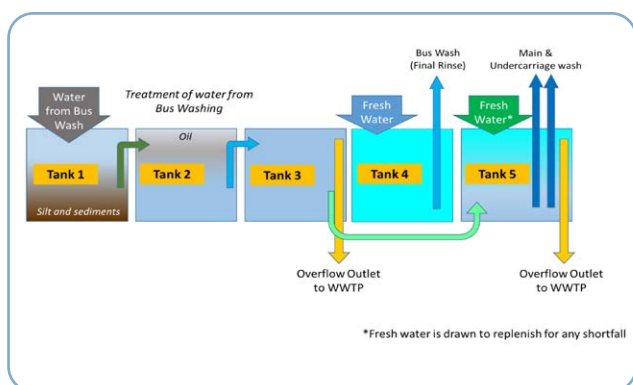 Water
from Bus
Wash
Treatment of water from
Bus Washing
Bus Wash
(Final Rinse)
Main &
Undercarriage wash
Fresh
Water
Fresh
Water*
Oil
Tank 1
Tank 2
Tank 3
Tank 4
Tank 5
Silt and sediments
Overflow Outlet
to WWTP
Overflow Outlet
to WWTP
*Fresh water is drawn to replenish for any shortfall